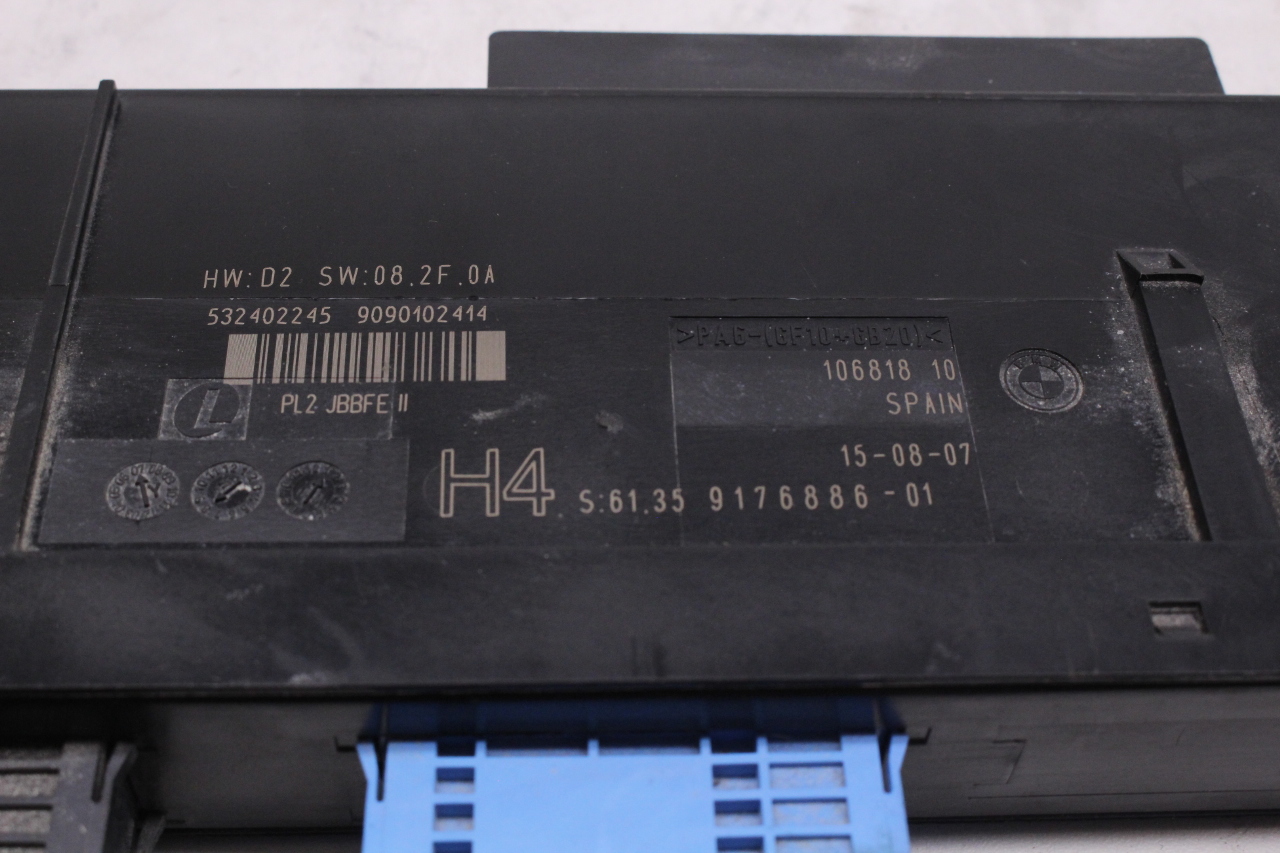 HW:D2 SW:08.2F.0A
532402245 9090102414
PL2 JBBFE II
L
>PA6-(GF10+GB20)<
106818 10
SPAIN
15-08-07
H4 S:61.35 9176886-01